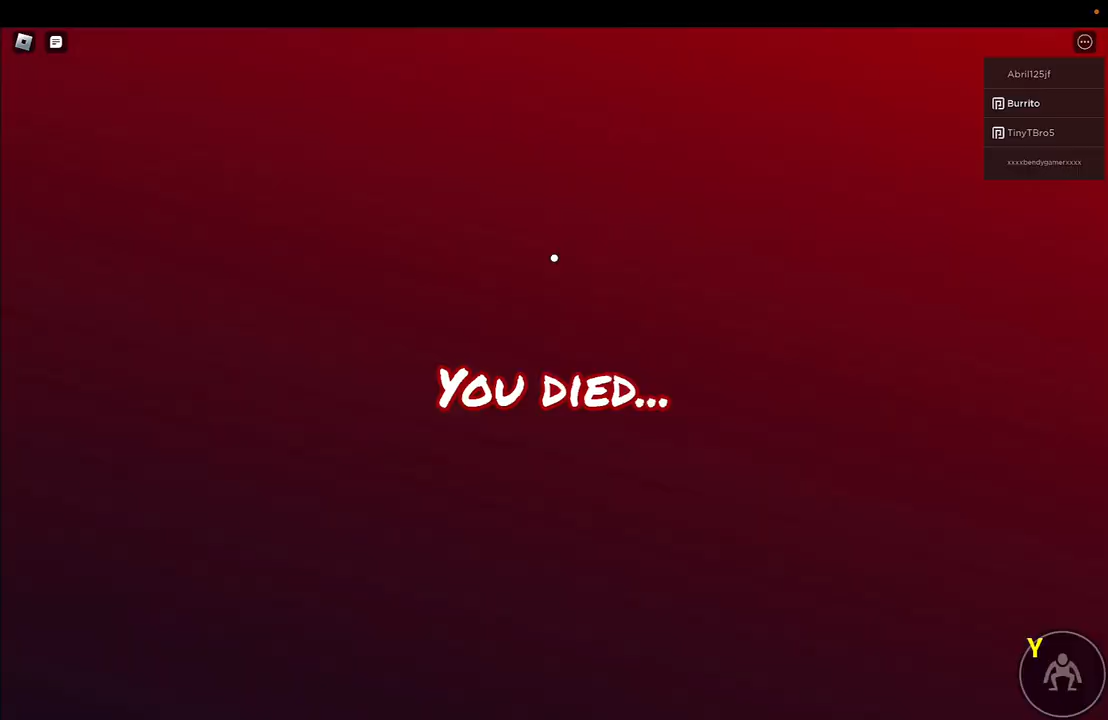 Abril125jf
Burrito
TinyTBro5
xxxxbendygamerxxxx
You died...
Y